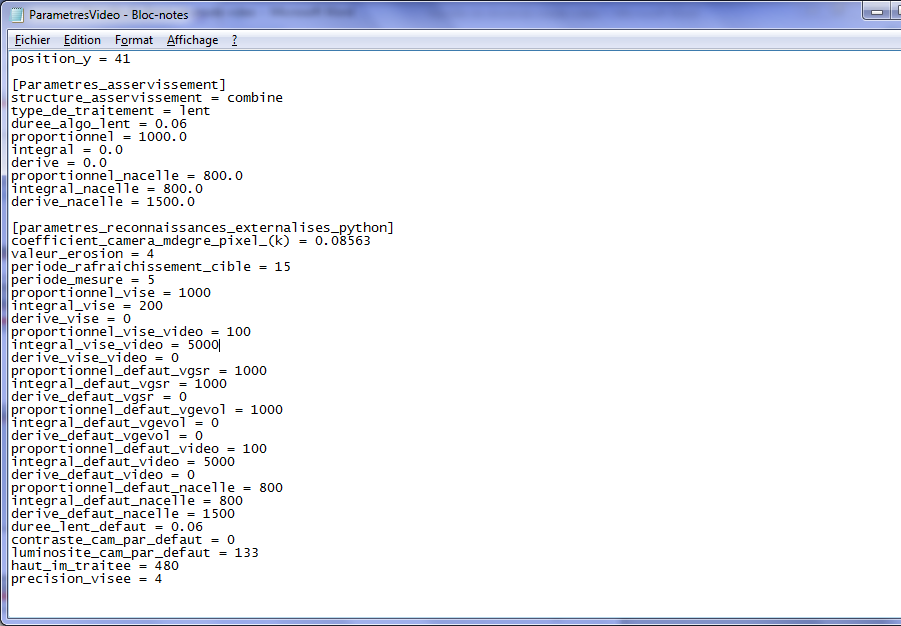 ParametresVideo - Bloc-notes
Fichier Edition Format Affichage ?
position_y = 41
[Parametres_asservissement]
structure_asservissement = combine
type_de_traitement = lent
duree_algo_lent = 0.06
proportionnel = 1000.0
integral = 0.0
derive = 0.0
proportionnel_nacelle = 800.0
integral_nacelle = 800.0
derive_nacelle = 1500.0
[parametres_reconnaissances_externalises_python]
coefficient_camera_mdegre_pixel_(k) = 0.08563
valeur_erosion = 4
periode_rafraichissement_cible = 15
periode_mesure = 5
proportionnel_vise = 1000
integral_vise = 200
derive_vise = 0
proportionnel_vise_video = 100
integral_vise_video = 5000
derive_vise_video = 0
proportionnel_defaut_vgsr = 1000
integral_defaut_vgsr = 1000
derive_defaut_vgsr = 0
proportionnel_defaut_vgevol = 1000
integral_defaut_vgevol = 0
derive_defaut_vgevol = 0
proportionnel_defaut_video = 100
integral_defaut_video = 5000
derive_defaut_video = 0
proportionnel_defaut_nacelle = 800
integral_defaut_nacelle = 800
derive_defaut_nacelle = 1500
duree_lent_defaut = 0.06
contraste_cam_par_defaut = 0
luminosite_cam_par_defaut = 133
haut_im_traitee = 480
precision_visee = 4